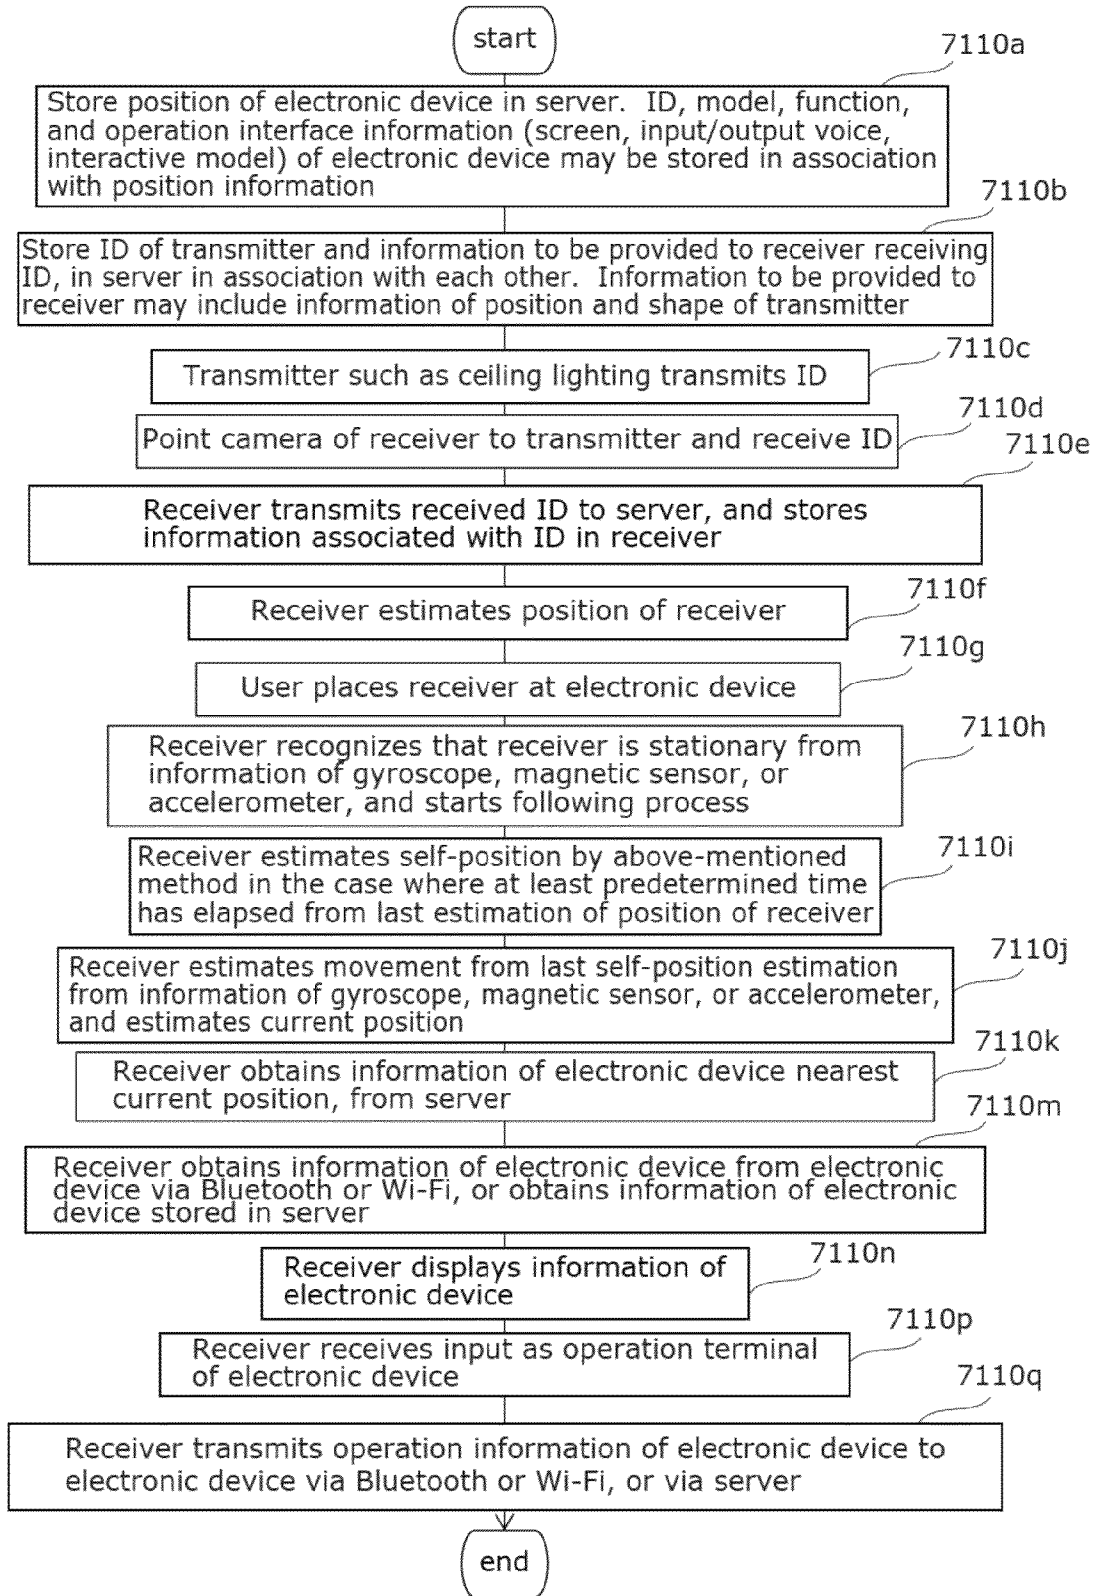 start
7110a
Store position of electronic device in server. ID, model, function,
and operation interface information (screen, input/output voice,
interactive model) of electronic device may be stored in association
with position information
7110b
Store ID of transmitter and information to be provided to receiver receiving
ID, in server in association with each other. Information to be provided to
receiver may include information of position and shape of transmitter
7110c
Transmitter such as ceiling lighting transmits ID
7110d
Point camera of receiver to transmitter and receive ID
7110e
Receiver transmits received ID to server, and stores
information associated with ID in receiver
7110f
Receiver estimates position of receiver
7110g
User places receiver at electronic device
7110h
Receiver recognizes that receiver is stationary from
information of gyroscope, magnetic sensor, or
accelerometer, and starts following process
7110i
Receiver estimates self-position by above-mentioned
method in the case where at least predetermined time
has elapsed from last estimation of position of receiver
7110j
Receiver estimates movement from last self-position estimation
from information of gyroscope, magnetic sensor, or accelerometer,
and estimates current position
7110k
Receiver obtains information of electronic device nearest
current position, from server
7110m
Receiver obtains information of electronic device from electronic
device via Bluetooth or Wi-Fi, or obtains information of electronic
device stored in server
7110n
Receiver displays information of
electronic device
7110p
Receiver receives input as operation terminal
of electronic device
7110q
Receiver transmits operation information of electronic device to
electronic device via Bluetooth or Wi-Fi, or via server
end